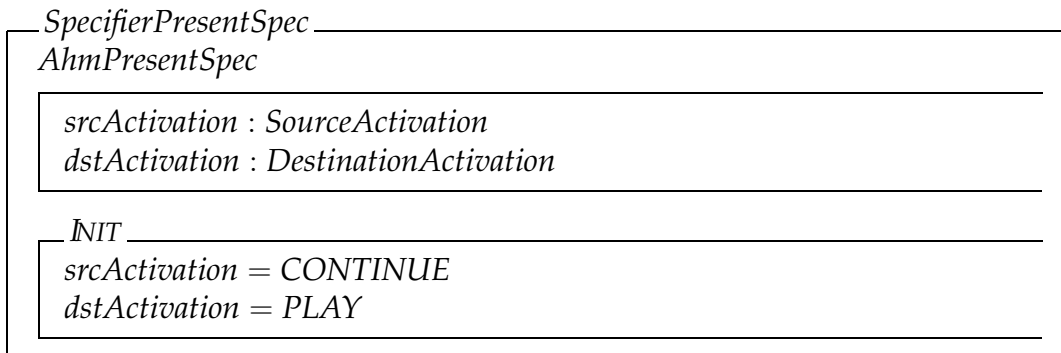 SpecifierPresentSpec
AhmPresentSpec
srcActivation : SourceActivation
dstActivation : DestinationActivation
INIT
srcActivation = CONTINUE
dstActivation = PLAY